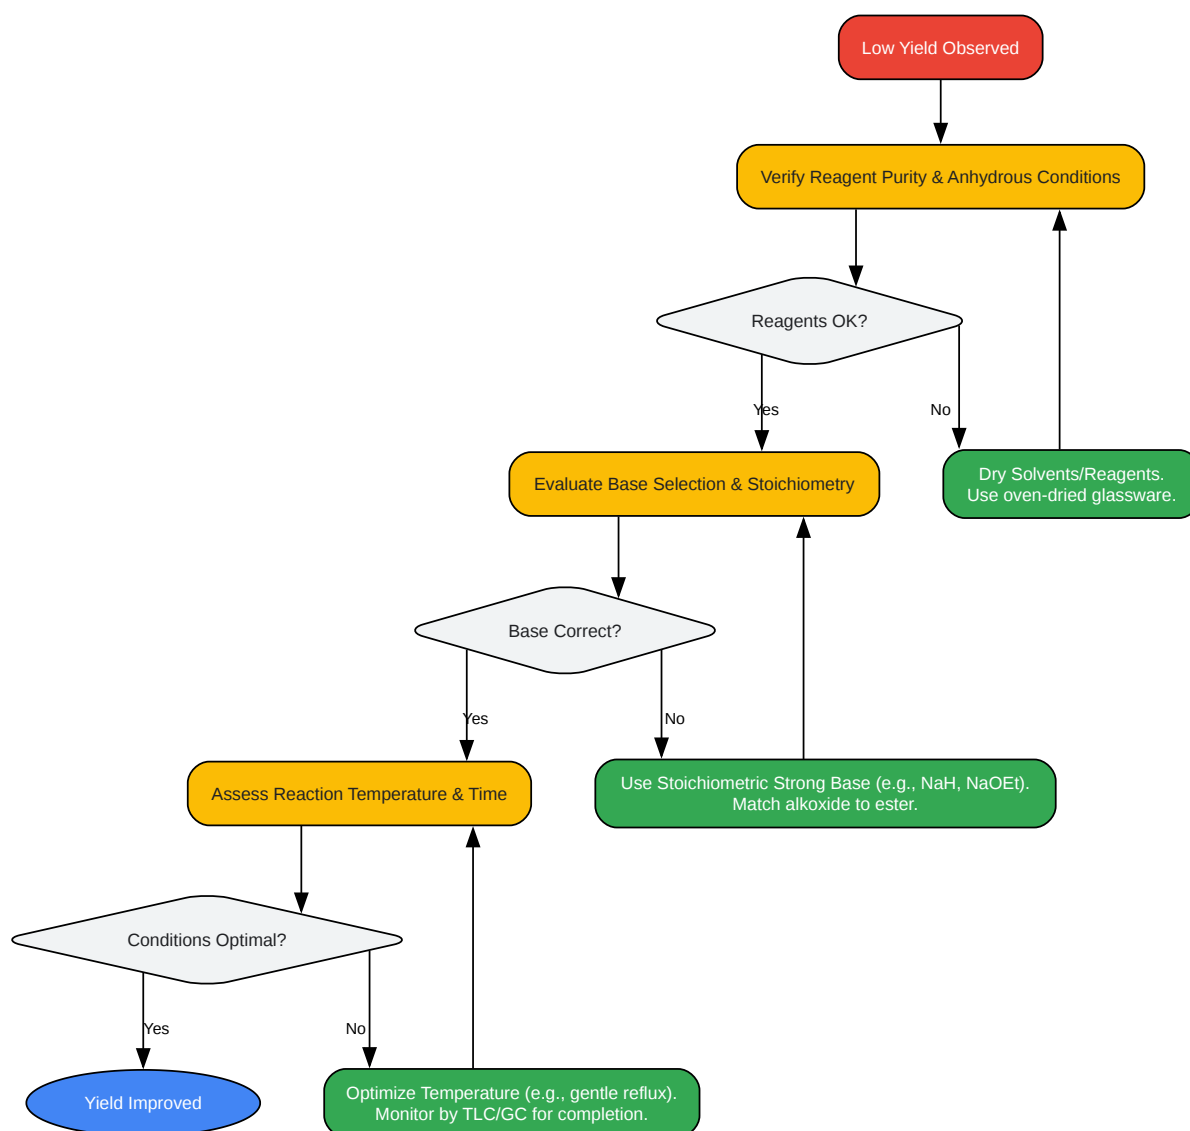 Low Yield Observed
Verify Reagent Purity & Anhydrous Conditions
Reagents OK?
Yes
No
Dry Solvents/Reagents.
Use oven-dried glassware.
Evaluate Base Selection & Stoichiometry
Base Correct?
Yes
No
Use Stoichiometric Strong Base (e.g., NaH, NaOEt).
Match alkoxide to ester.
Assess Reaction Temperature & Time
Conditions Optimal?
Yes
No
Yield Improved
Optimize Temperature (e.g., gentle reflux).
Monitor by TLC/GC for completion.